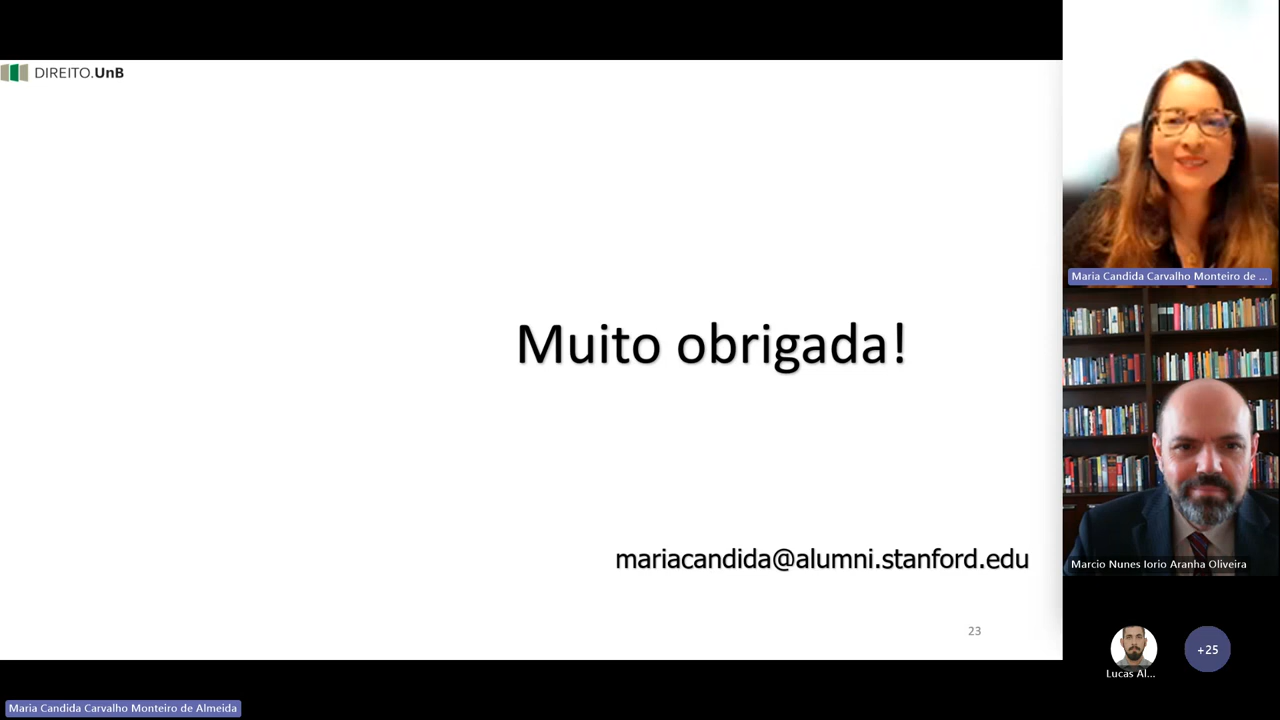 DIREITO.UnB
Muito obrigada!
mariacandida@alumni.stanford.edu
23
Maria Candida Carvalho Monteiro de Almeida
Maria Candida Carvalho Monteiro de ...
Marcio Nunes Iorio Aranha Oliveira
Lucas Al...
+25